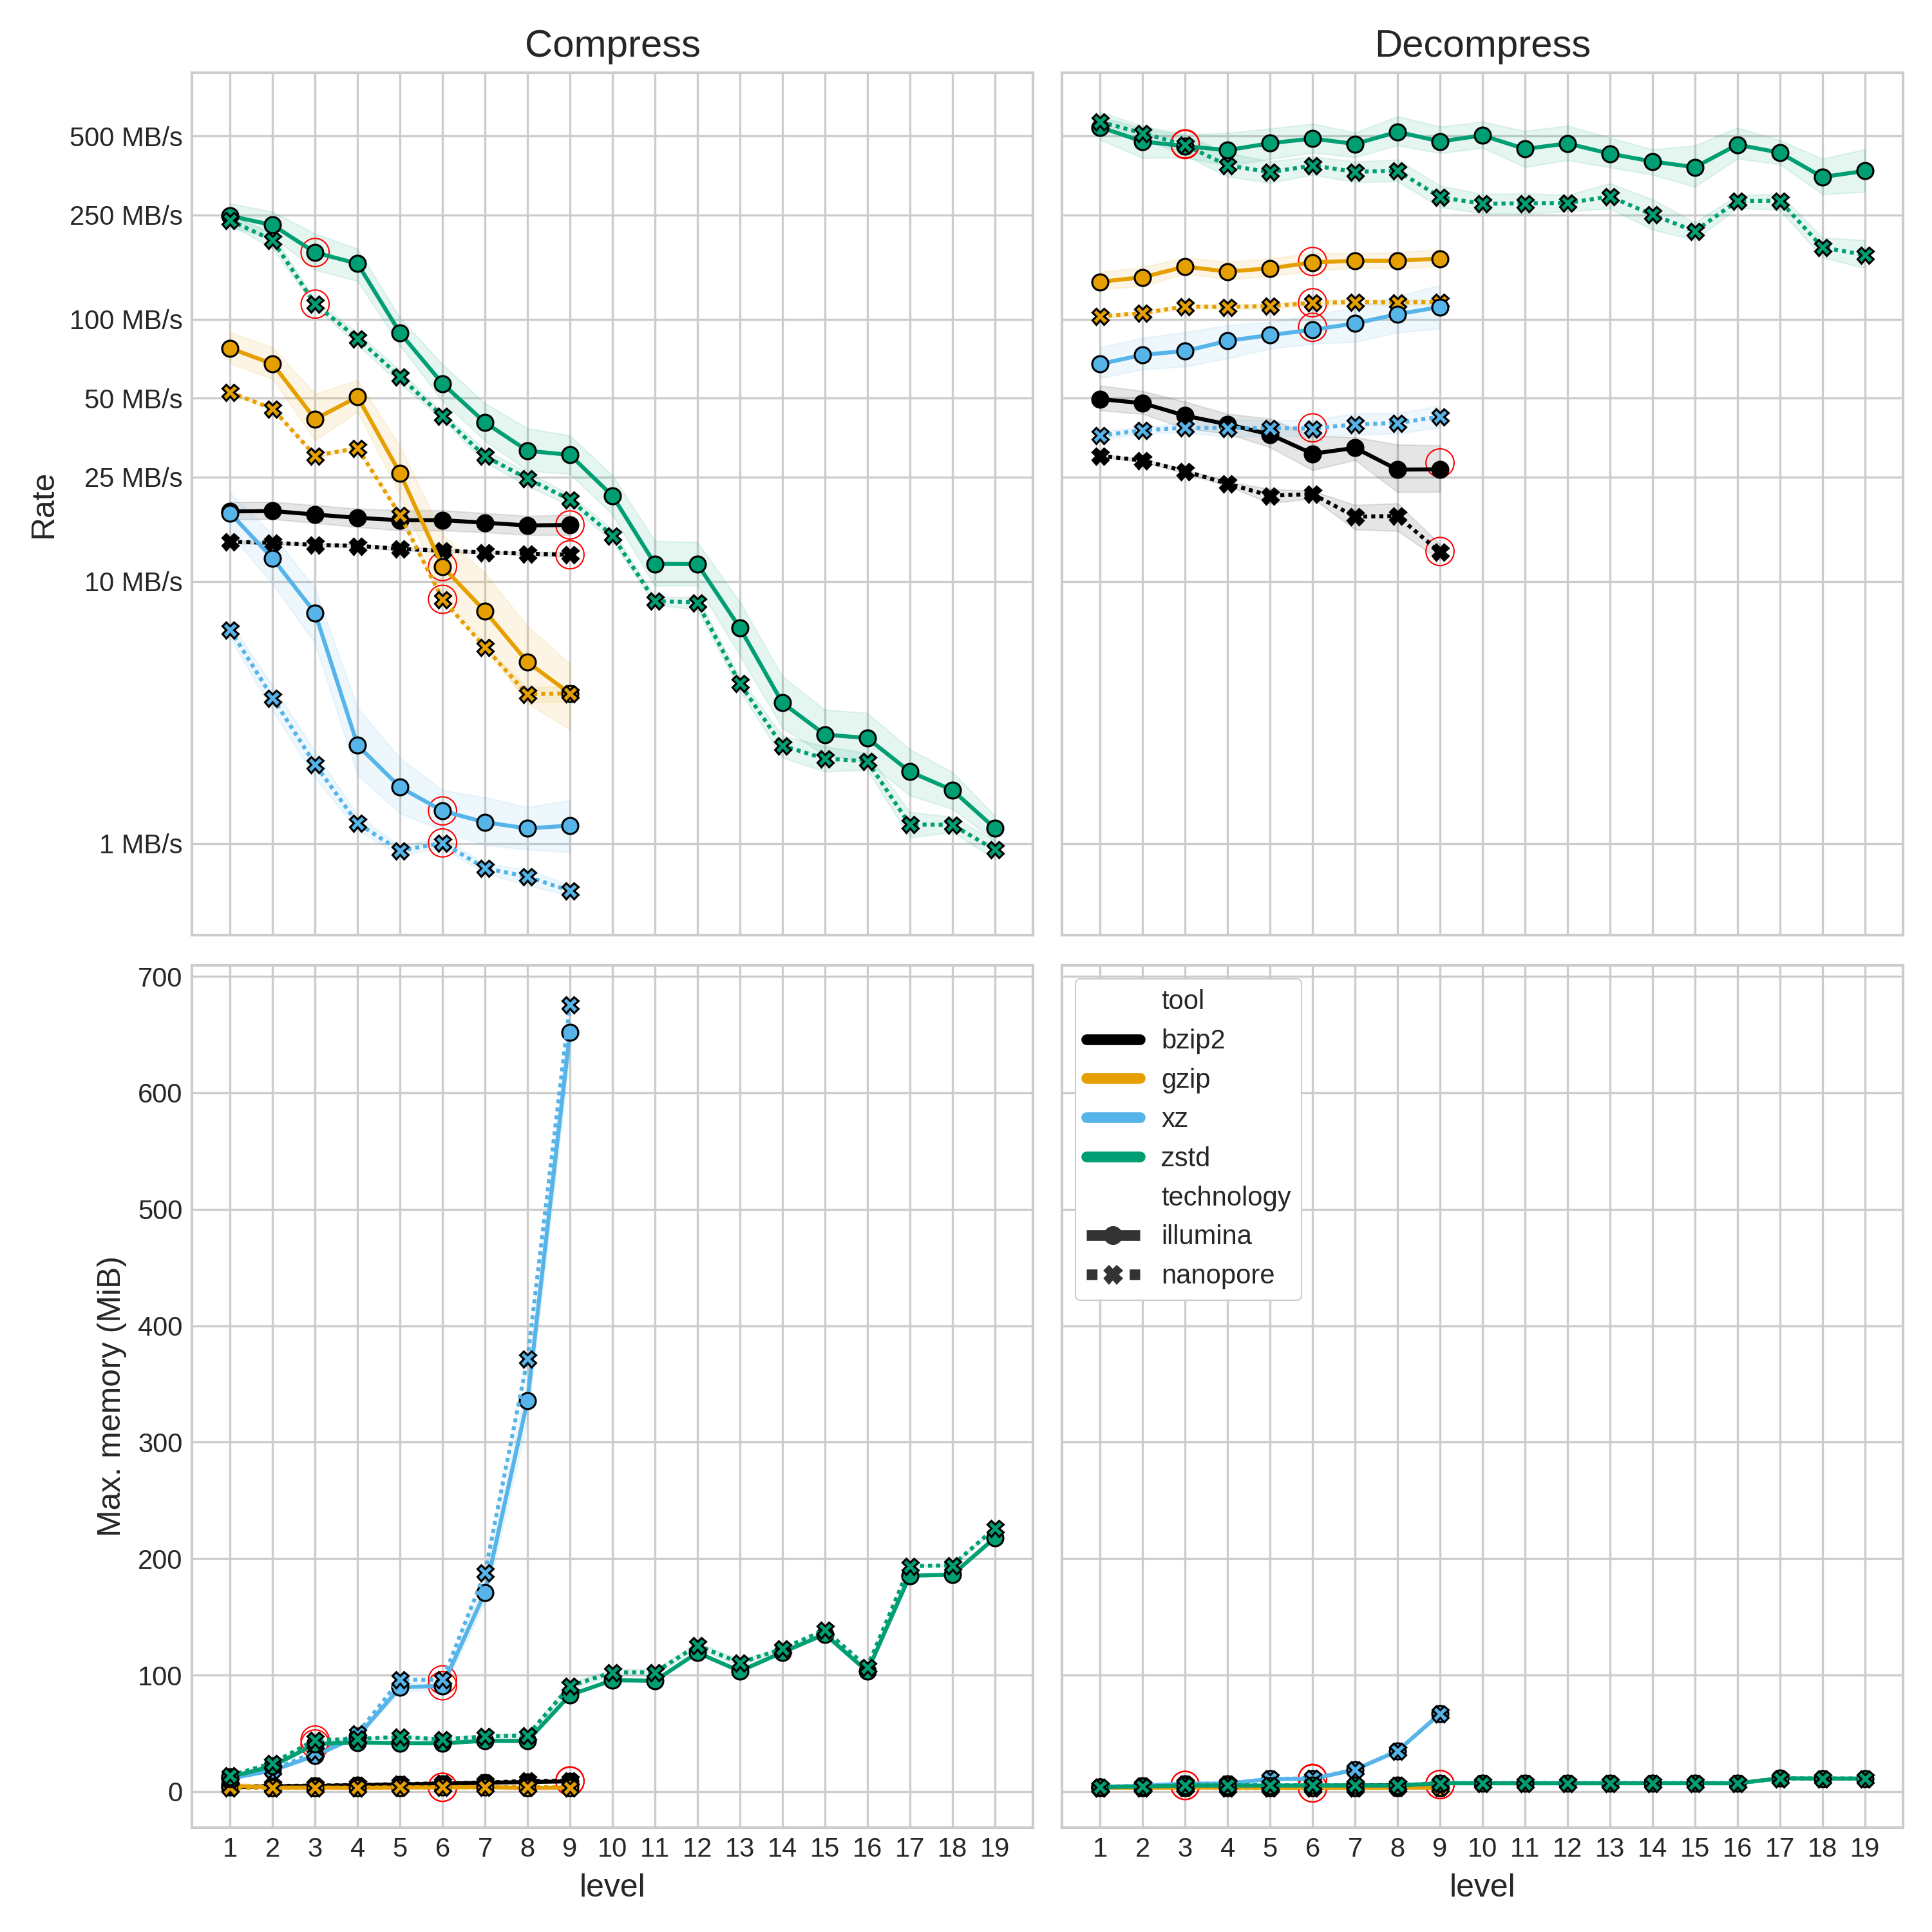 Compress
Decompress
500 MB/s
250 MB/s
100 MB/s
50 MB/s
25 MB/s
10 MB/s
1 MB/s
Rate
700
600
500
400
300
200
100
0
Max. memory (MiB)
tool
bzip2
gzip
xz
zstd
technology
illumina
nanopore
1 2 3 4 5 6 7 8 9 10 11 12 13 14 15 16 17 18 19
level
1 2 3 4 5 6 7 8 9 10 11 12 13 14 15 16 17 18 19
level